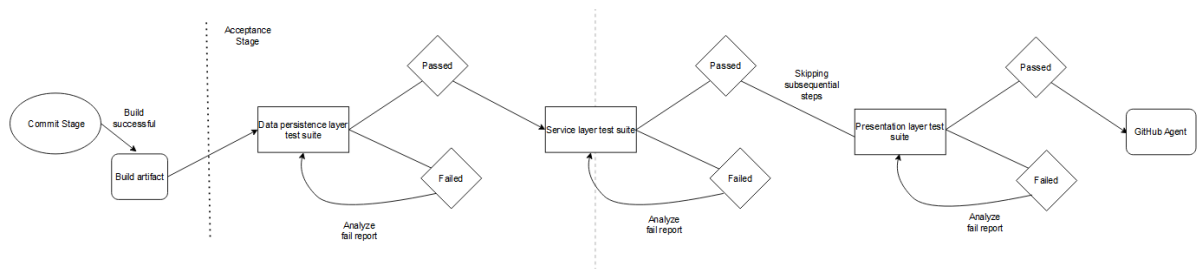 Acceptance
Stage
Commit Stage
Build
successful
Build artifact
Data persistence layer
test suite
Passed
Failed
Analyze
fail report
Service layer test suite
Passed
Failed
Analyze
fail report
Skipping
subsequential
steps
Presentation layer test
suite
Passed
Failed
Analyze
fail report
GitHub Agent